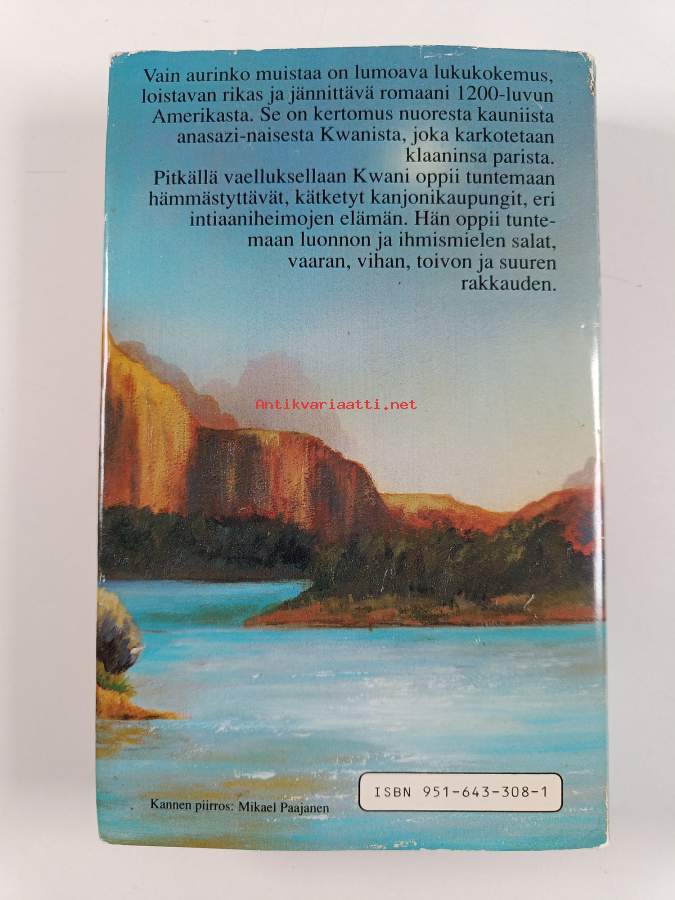 Vain aurinko muistaa on lumoava lukukokemus,
loistavan rikas ja jännittävä romaani 1200-luvun
Amerikasta. Se on kertomus nuoresta kauniista
anasazi-naisesta Kwanista, joka karkotetaan
klaaninsa parista.
Pitkällä vaelluksellaan Kwani oppii tuntemaan
hämmästyttävät, kätketyt kanjonikaupungit, eri
intiaaniheimojen elämän. Hän oppii tunte-
maan luonnon ja ihmismielen salat,
vaaran, vihan, toivon ja suuren
rakkauden.
Antikvariaatti.net
ISBN 951-643-308-1
Kannen piirros: Mikael Paajanen